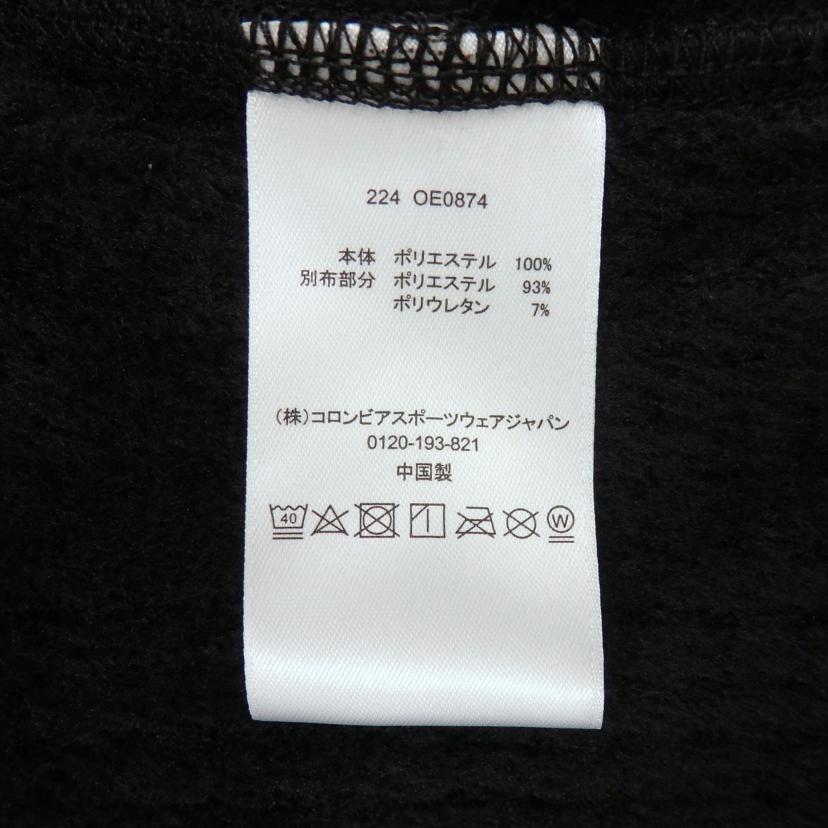 224 OE0874
本体 ポリエステル 100%
別布部分 ポリエステル 93%
ポリウレタン 7%
(株)コロンビアスポーツウェアジャパン
0120-193-821
中国製
40 W